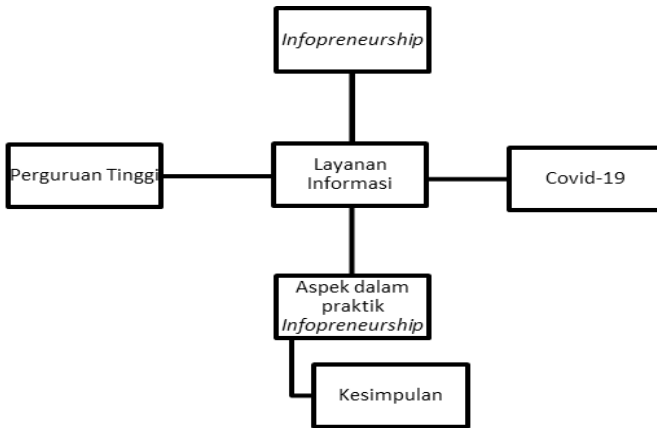 Infopreneurship
Perguruan Tinggi
Layanan
Informasi
Covid-19
Aspek dalam
praktik
Infopreneurship
Kesimpulan